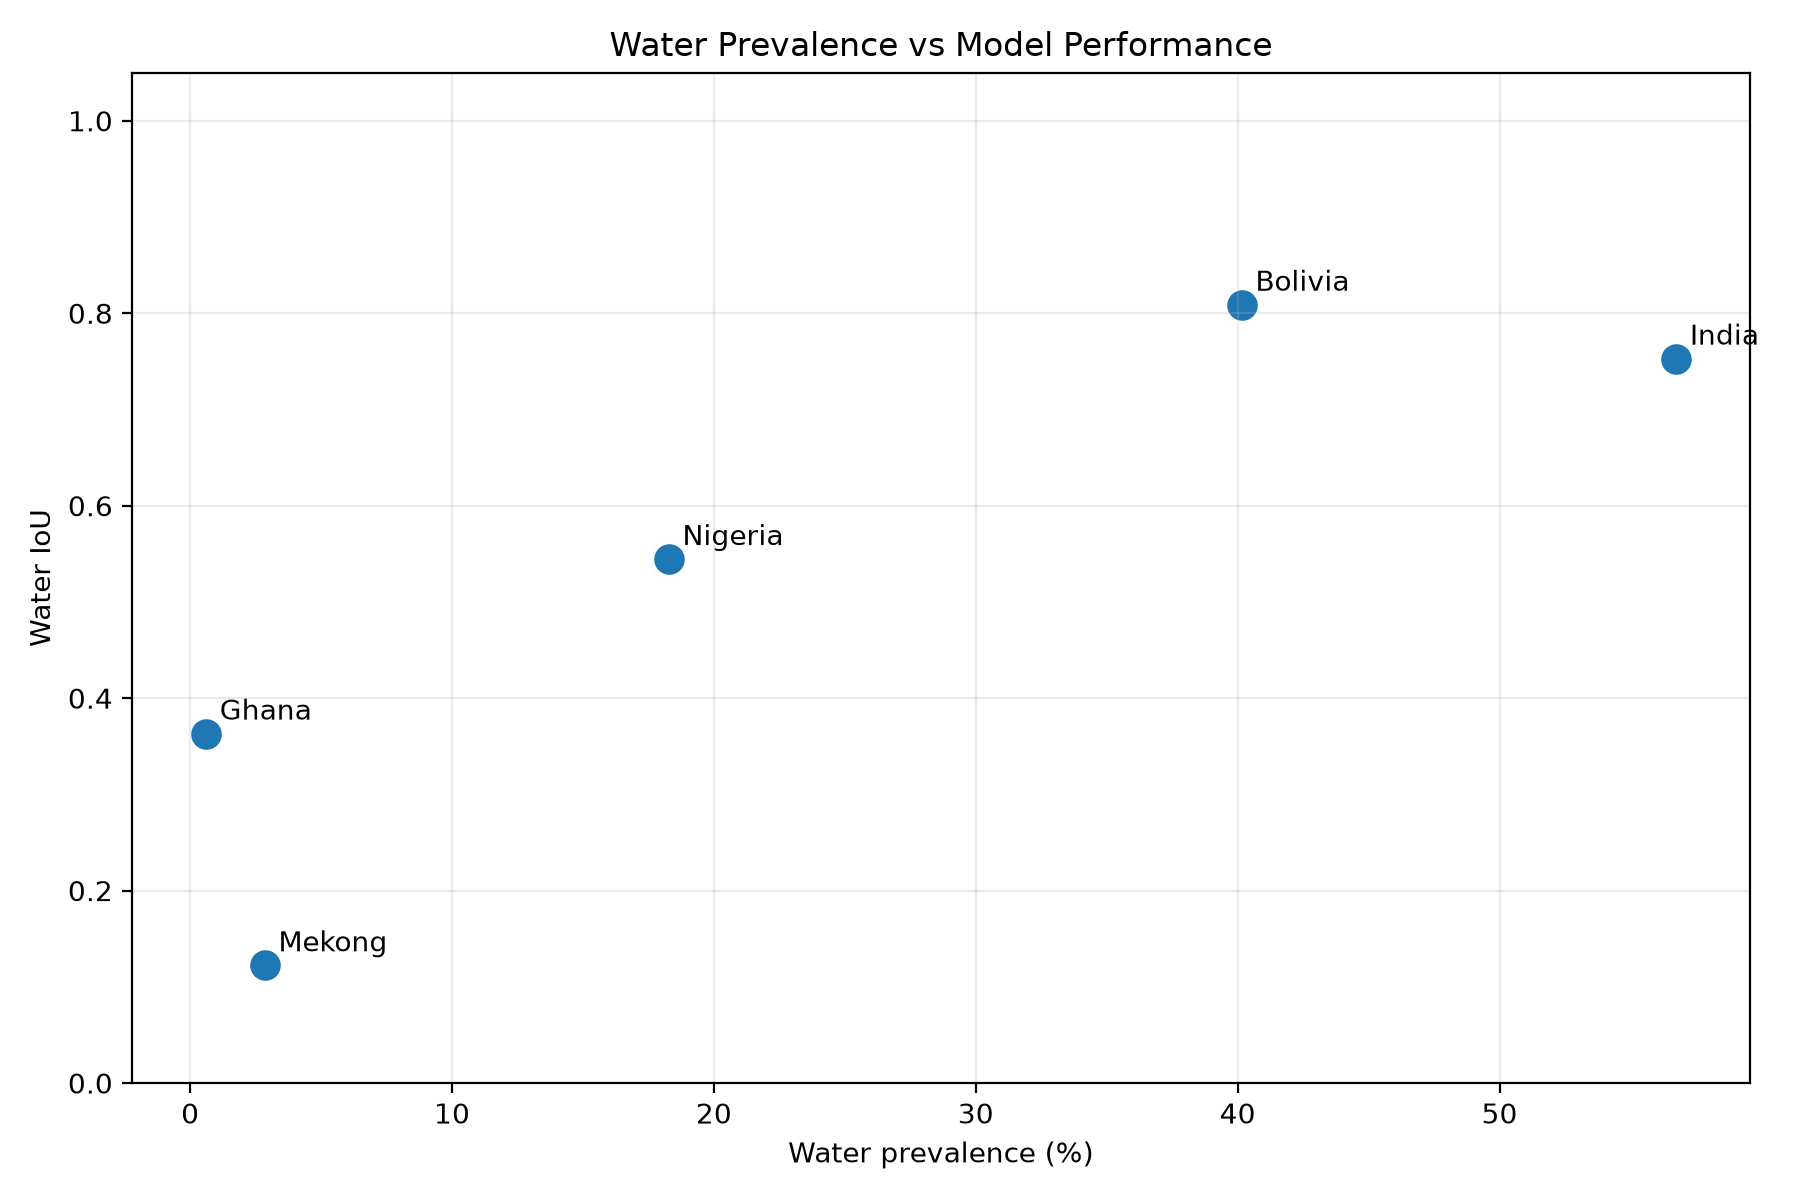 Water Prevalence vs Model Performance
1.0
0.8
0.6
0.4
0.2
0.0
Water IoU
Bolivia
India
Nigeria
Ghana
Mekong
0 10 20 30 40 50
Water prevalence (%)